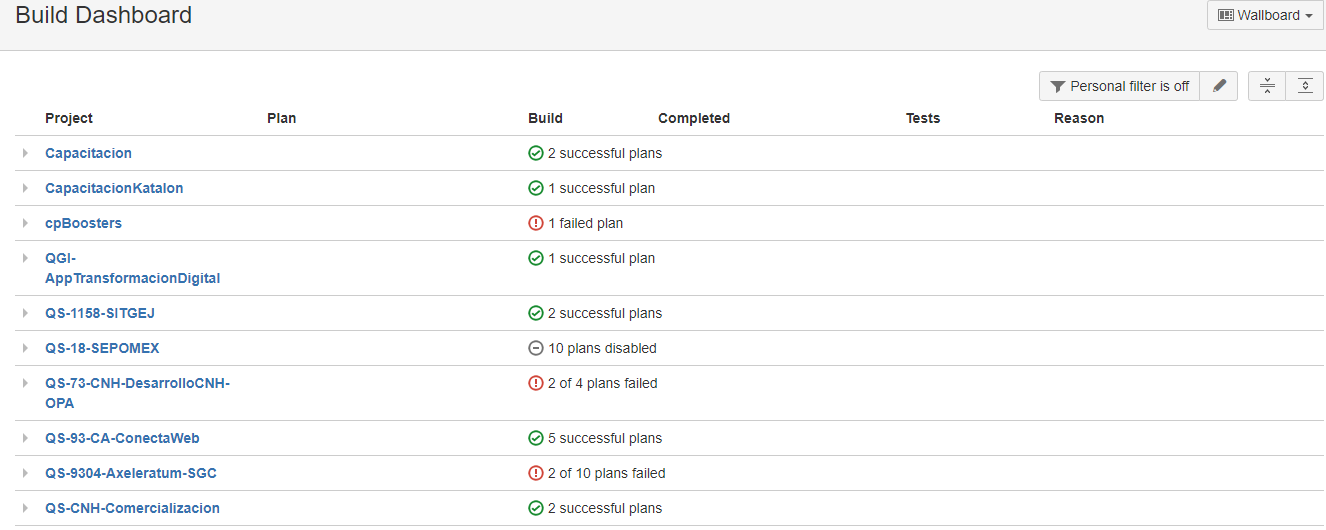 Build Dashboard
Wallboard
Personal filter is off
Project Plan Build Completed Tests Reason
Capacitacion 2 successful plans
CapacitacionKatalon 1 successful plan
cpBoosters 1 failed plan
QGI- 1 successful plan
AppTransformacionDigital
QS-1158-SITGEJ 2 successful plans
QS-18-SEPOMEX 10 plans disabled
QS-73-CNH-DesarrolloCNH- 2 of 4 plans failed
OPA
QS-93-CA-ConectaWeb 5 successful plans
QS-9304-Axeleratum-SGC 2 of 10 plans failed
QS-CNH-Comercializacion 2 successful plans